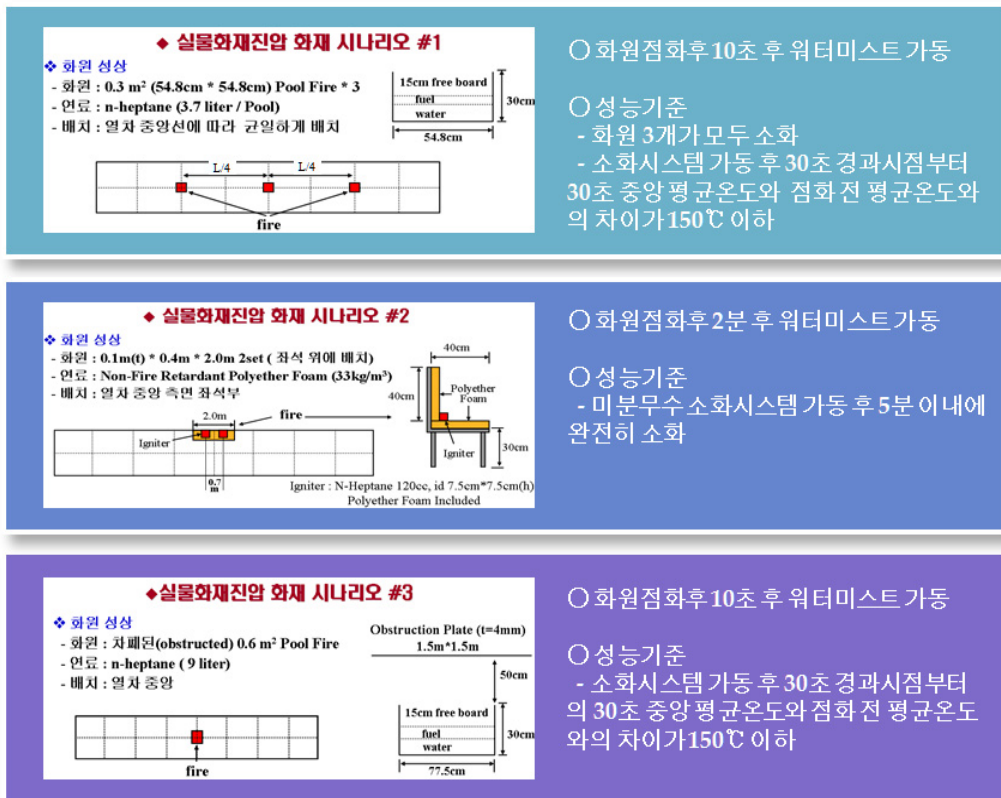 ◆ 실물화재진압 화재 시나리오 #1
❖ 화원 성상
- 화원 : 0.3 m² (54.8cm * 54.8cm) Pool Fire * 3
- 연료 : n-heptane (3.7 liter / Pool)
- 배치 : 열차 중앙선에 따라 균일하게 배치
15cm free board
fuel
water
30cm
54.8cm
L/4
L/4
fire
○ 화원점화후 10초 후 워터미스트 가동
○ 성능기준
- 화원 3개가 모두 소화
- 소화시스템 가동 후 30초 경과시점부터
30초 중앙 평균온도와 점화 전 평균온도와
의 차이가 150℃ 이하
◆ 실물화재진압 화재 시나리오 #2
❖ 화원 성상
- 화원 : 0.1m(t) * 0.4m * 2.0m 2set ( 좌석 위에 배치)
- 연료 : Non-Fire Retardant Polyether Foam (33kg/m³)
- 배치 : 열차 중앙 측면 좌석부
2.0m
fire
Igniter
0.7
m
40cm
40cm
Polyether
Foam
Igniter
30cm
Igniter : N-Heptane 120cc, id 7.5cm*7.5cm(h)
Polyether Foam Included
○ 화원점화후 2분 후 워터미스트 가동
○ 성능기준
- 미분무수 소화시스템 가동 후 5분 이내에
완전히 소화
◆실물화재진압 화재 시나리오 #3
❖ 화원 성상
- 화원 : 차폐된(obstructed) 0.6 m² Pool Fire
- 연료 : n-heptane ( 9 liter)
- 배치 : 열차 중앙
fire
Obstruction Plate (t=4mm)
1.5m*1.5m
50cm
15cm free board
fuel
water
30cm
77.5cm
○ 화원점화후 10초 후 워터미스트 가동
○ 성능기준
- 소화시스템 가동 후 30초 경과시점부터
의 30초 중앙 평균온도와 점화 전 평균온도
와의 차이가 150℃ 이하